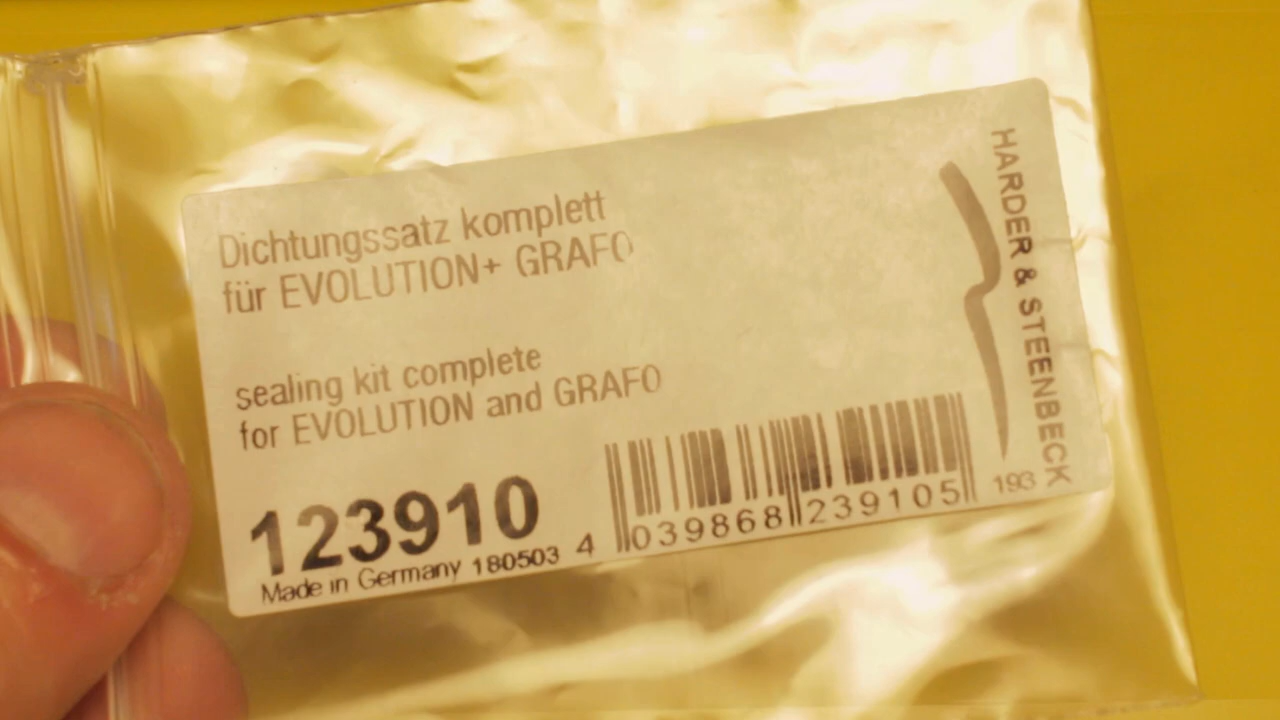 Dichtungssatz komplett
für EVOLUTION+ GRAFO
sealing kit complete
for EVOLUTION and GRAFO
123910
Made in Germany 180503
4 039868 239105
193
HARDER & STEENBECK